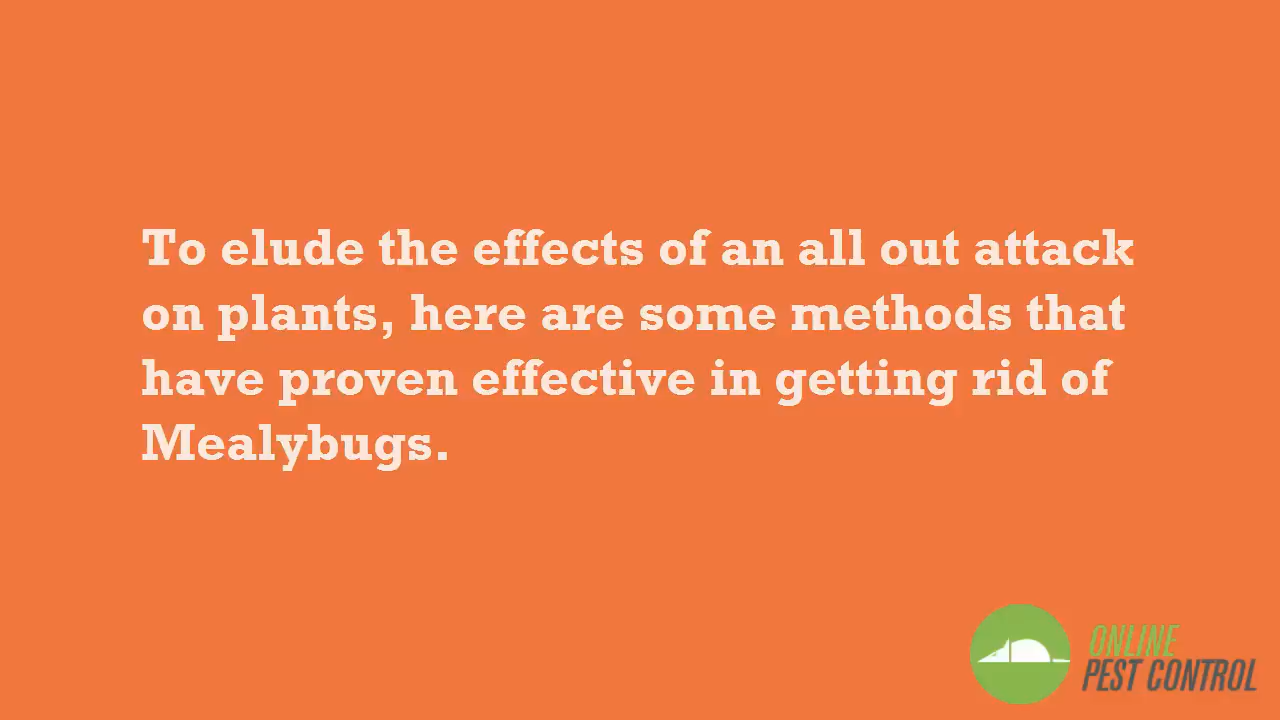 To elude the effects of an all out attack
on plants, here are some methods that
have proven effective in getting rid of
Mealybugs.
ONLINE
PEST CONTROL